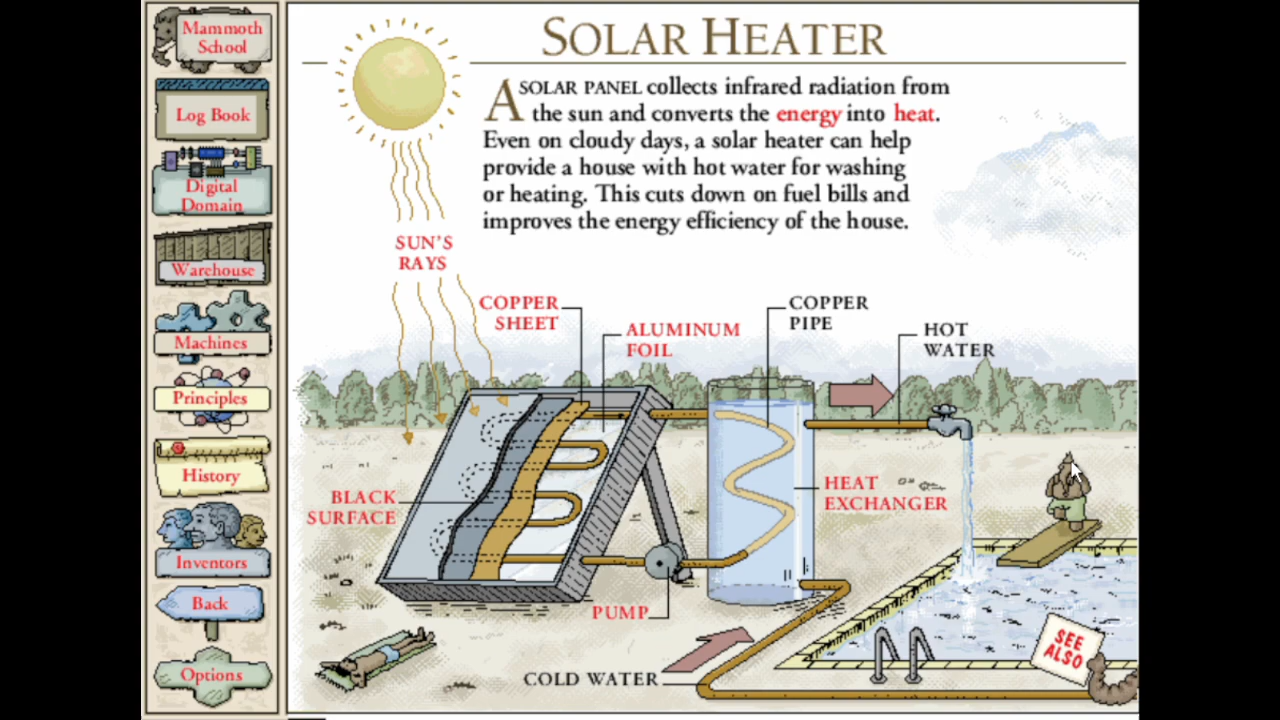 Mammoth
School
Log Book
Digital
Domain
Warehouse
Machines
Principles
History
Inventors
Back
Options
SOLAR HEATER
A SOLAR PANEL collects infrared radiation from
the sun and converts the energy into heat.
Even on cloudy days, a solar heater can help
provide a house with hot water for washing
or heating. This cuts down on fuel bills and
improves the energy efficiency of the house.
SUN'S
RAYS
COPPER
SHEET
ALUMINUM
FOIL
COPPER
PIPE
HOT
WATER
BLACK
SURFACE
HEAT
EXCHANGER
PUMP
COLD WATER
SEE
ALSO